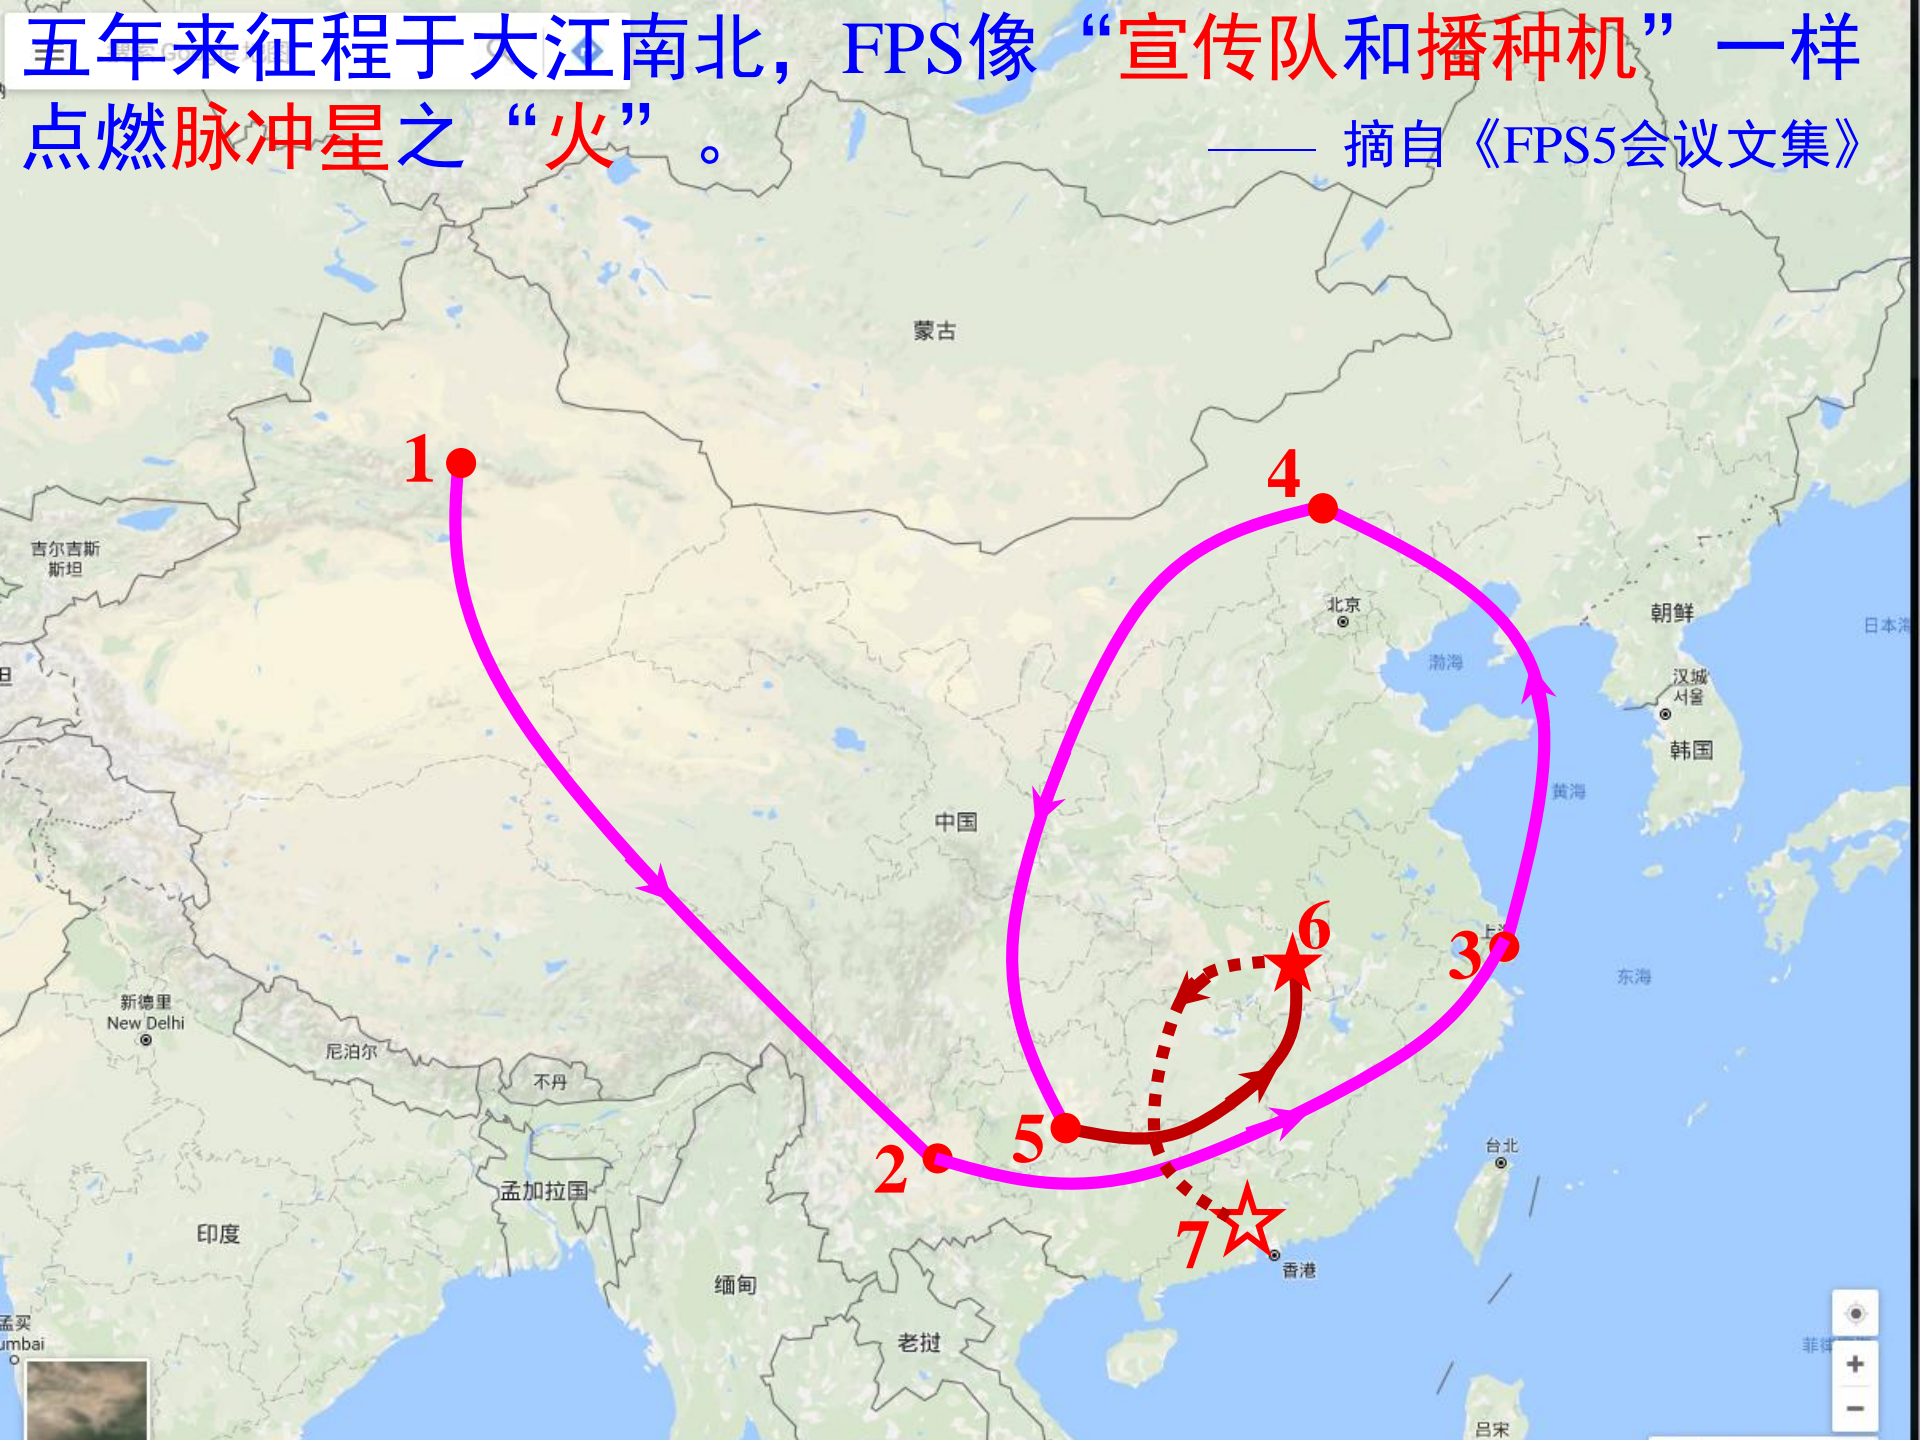 五年来征程于大江南北，FPS像“宣传队和播种机”一样
点燃脉冲星之“火”。
—— 摘自《FPS5会议文集》
蒙古
1
4
吉尔吉斯
斯坦
北京
朝鲜
日本海
渤海
汉城
서울
韩国
黄海
中国
6
上海
3
东海
新德里
New Delhi
尼泊尔
不丹
5
2
台北
孟加拉国
7
印度
香港
缅甸
孟买
umbai
老挝
吕宋